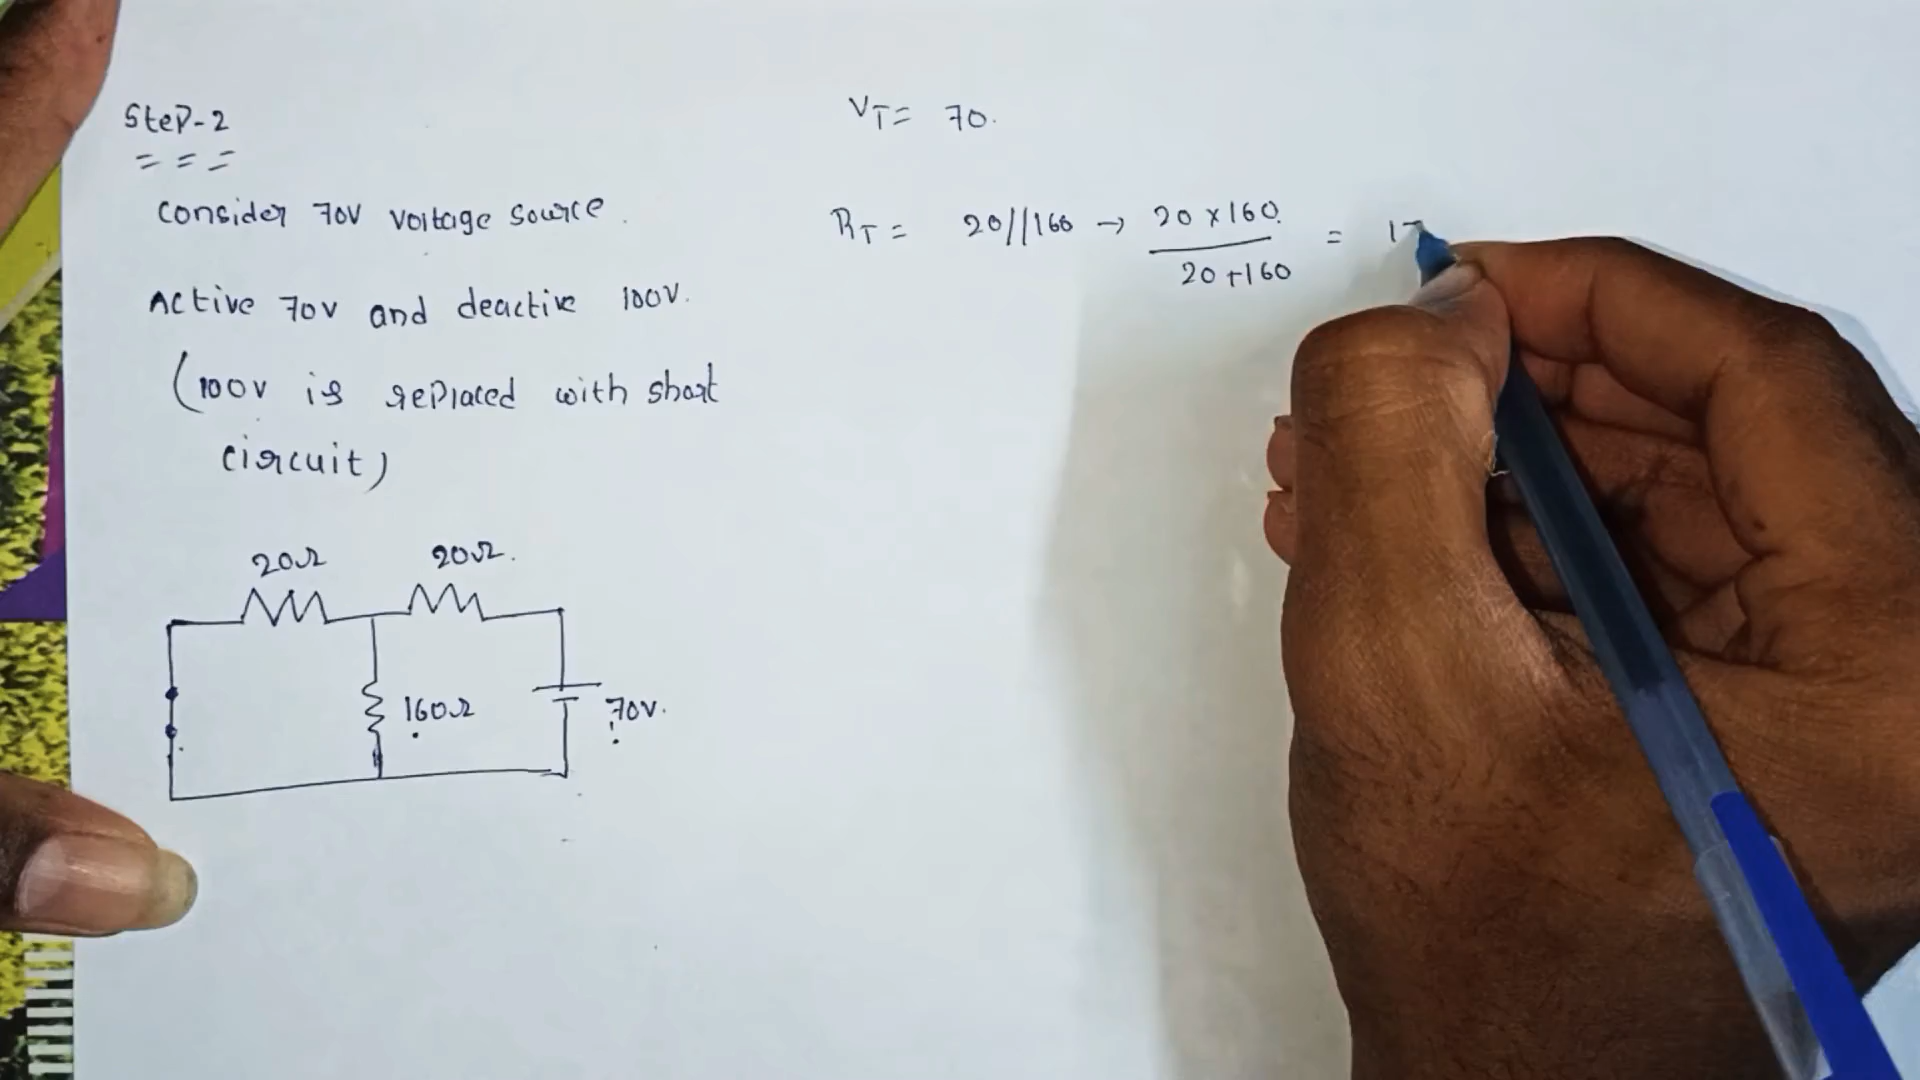 SteP-2
= = =
Consider 70V Voltage Source.
Active 70V and deactive 100V.
(100V is replaced with short
circuit)
20Ω 20Ω.
160Ω 70V.
VT = 70.
RT = 20//160 → 20 x 160 / 20 + 160 = 17